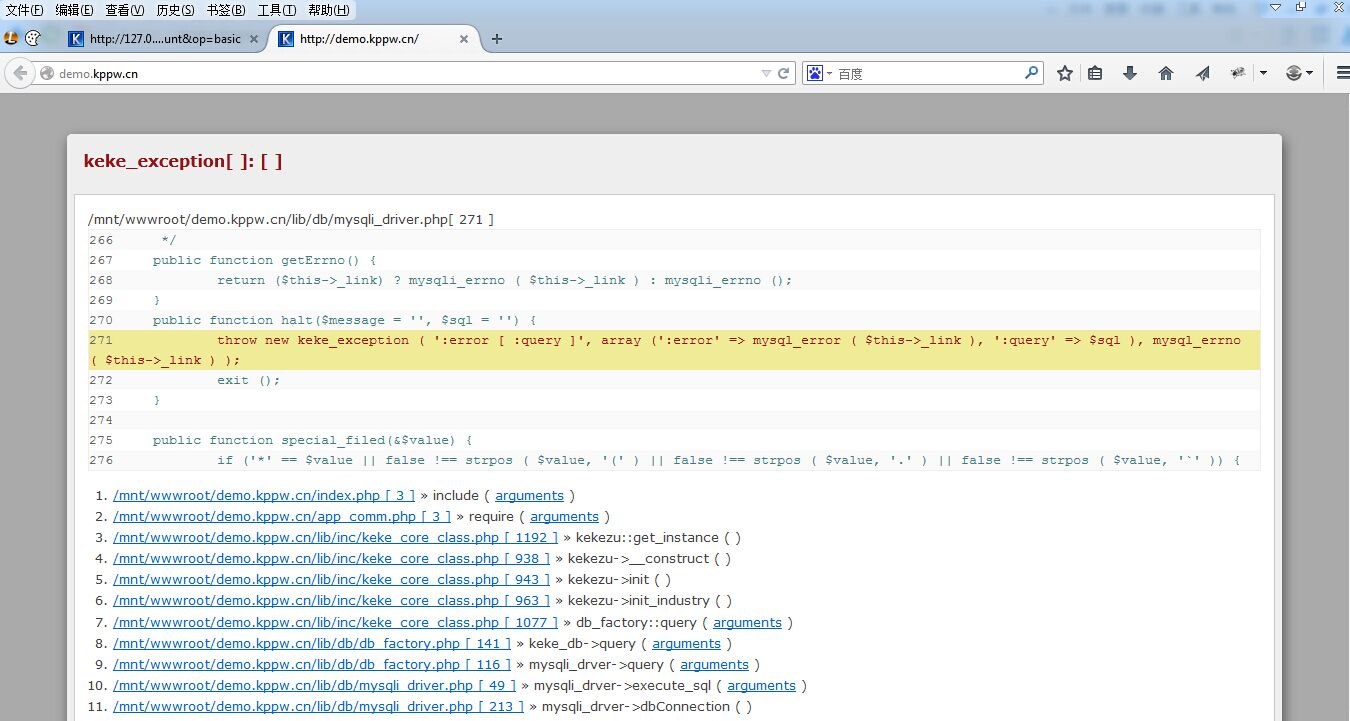 文件(F) 编辑(E) 查看(V) 历史(S) 书签(B) 工具(T) 帮助(H)
http://127.0....unt&op=basic × http://demo.kppw.cn/ × +
demo.kppw.cn 百度
keke_exception[ ]: [ ]
/mnt/wwwroot/demo.kppw.cn/lib/db/mysqli_driver.php[ 271 ]
266 */
267 public function getErrno() {
268 return ($this->_link) ? mysqli_errno ( $this->_link ) : mysqli_errno ();
269 }
270 public function halt($message = '', $sql = '') {
271 throw new keke_exception ( ':error [ :query ]', array (':error' => mysql_error ( $this->_link ), ':query' => $sql ), mysql_errno
( $this->_link ) );
272 exit ();
273 }
274
275 public function special_filed(&$value) {
276 if ('*' == $value || false !== strpos ( $value, '(' ) || false !== strpos ( $value, '.' ) || false !== strpos ( $value, '`' )) {
1. /mnt/wwwroot/demo.kppw.cn/index.php [ 3 ] » include ( arguments )
2. /mnt/wwwroot/demo.kppw.cn/app_comm.php [ 3 ] » require ( arguments )
3. /mnt/wwwroot/demo.kppw.cn/lib/inc/keke_core_class.php [ 1192 ] » kekezu::get_instance ( )
4. /mnt/wwwroot/demo.kppw.cn/lib/inc/keke_core_class.php [ 938 ] » kekezu->__construct ( )
5. /mnt/wwwroot/demo.kppw.cn/lib/inc/keke_core_class.php [ 943 ] » kekezu->init ( )
6. /mnt/wwwroot/demo.kppw.cn/lib/inc/keke_core_class.php [ 963 ] » kekezu->init_industry ( )
7. /mnt/wwwroot/demo.kppw.cn/lib/inc/keke_core_class.php [ 1077 ] » db_factory::query ( arguments )
8. /mnt/wwwroot/demo.kppw.cn/lib/db/db_factory.php [ 141 ] » keke_db->query ( arguments )
9. /mnt/wwwroot/demo.kppw.cn/lib/db/db_factory.php [ 116 ] » mysqli_drver->query ( arguments )
10. /mnt/wwwroot/demo.kppw.cn/lib/db/mysqli_driver.php [ 49 ] » mysqli_drver->execute_sql ( arguments )
11. /mnt/wwwroot/demo.kppw.cn/lib/db/mysqli_driver.php [ 213 ] » mysqli_drver->dbConnection ( )